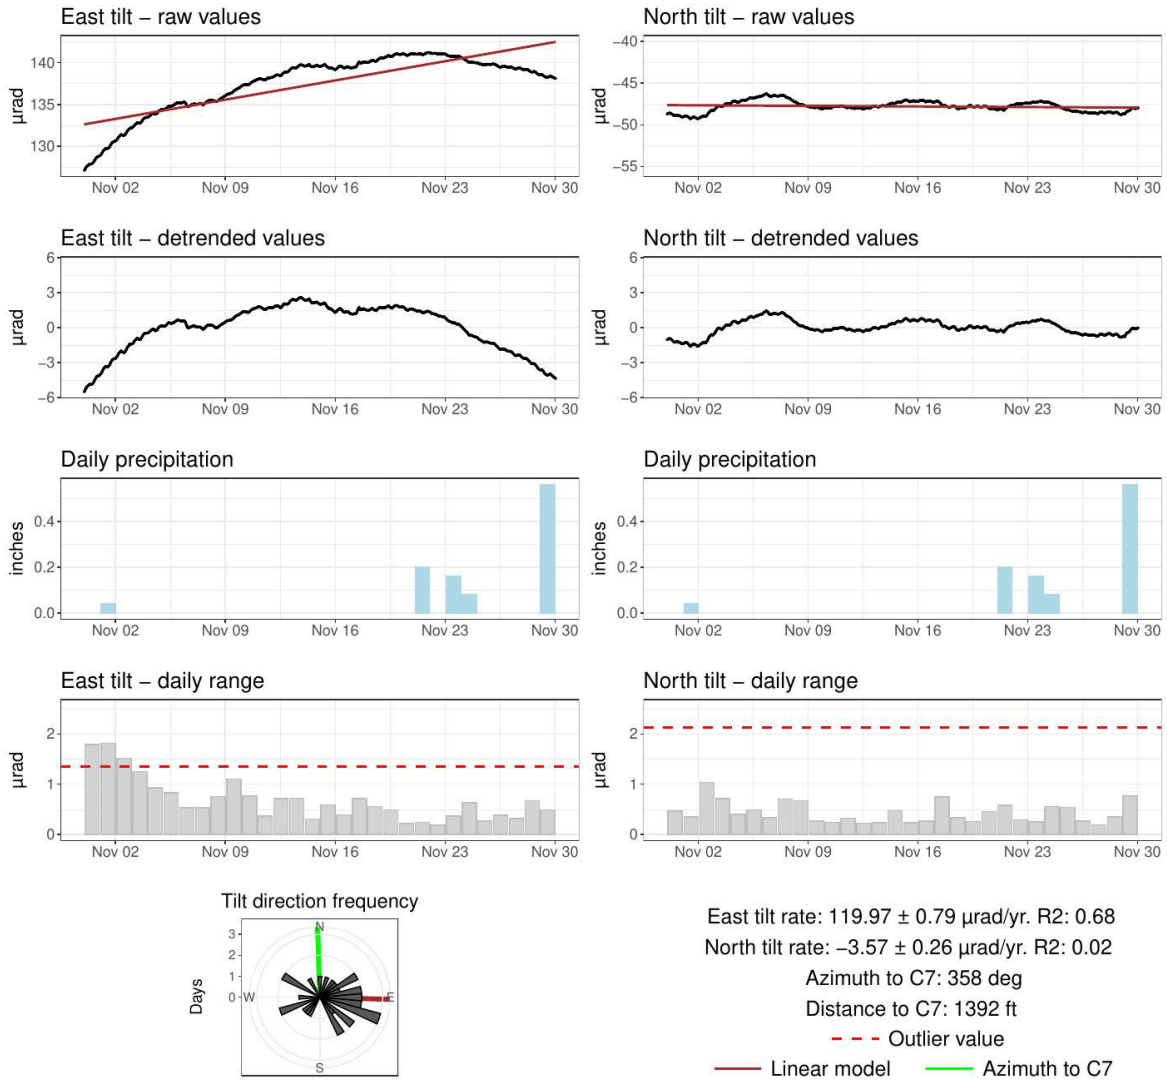 East tilt − raw values
North tilt − raw values
140
135
130
µrad
Nov 02 Nov 09 Nov 16 Nov 23 Nov 30
−40
−45
−50
−55
µrad
Nov 02 Nov 09 Nov 16 Nov 23 Nov 30
East tilt − detrended values
North tilt − detrended values
6
3
0
−3
−6
µrad
Nov 02 Nov 09 Nov 16 Nov 23 Nov 30
6
3
0
−3
−6
µrad
Nov 02 Nov 09 Nov 16 Nov 23 Nov 30
Daily precipitation
Daily precipitation
0.4
0.2
0.0
inches
Nov 02 Nov 09 Nov 16 Nov 23 Nov 30
0.4
0.2
0.0
inches
Nov 02 Nov 09 Nov 16 Nov 23 Nov 30
East tilt − daily range
North tilt − daily range
2
1
0
µrad
Nov 02 Nov 09 Nov 16 Nov 23 Nov 30
2
1
0
µrad
Nov 02 Nov 09 Nov 16 Nov 23 Nov 30
Tilt direction frequency
N
3
2
1
0
W
E
S
Days
East tilt rate: 119.97 ± 0.79 µrad/yr. R2: 0.68
North tilt rate: −3.57 ± 0.26 µrad/yr. R2: 0.02
Azimuth to C7: 358 deg
Distance to C7: 1392 ft
Outlier value
Linear model
Azimuth to C7